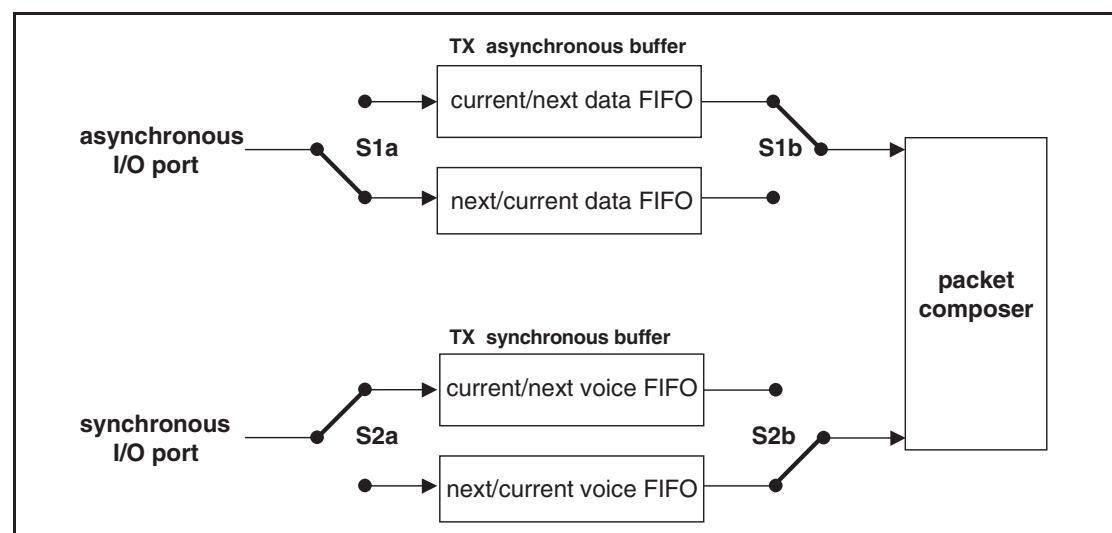 TX asynchronous buffer
current/next data FIFO
asynchronous
I/O port
S1a
S1b
next/current data FIFO
packet
composer
TX synchronous buffer
current/next voice FIFO
synchronous
I/O port
S2a
S2b
next/current voice FIFO